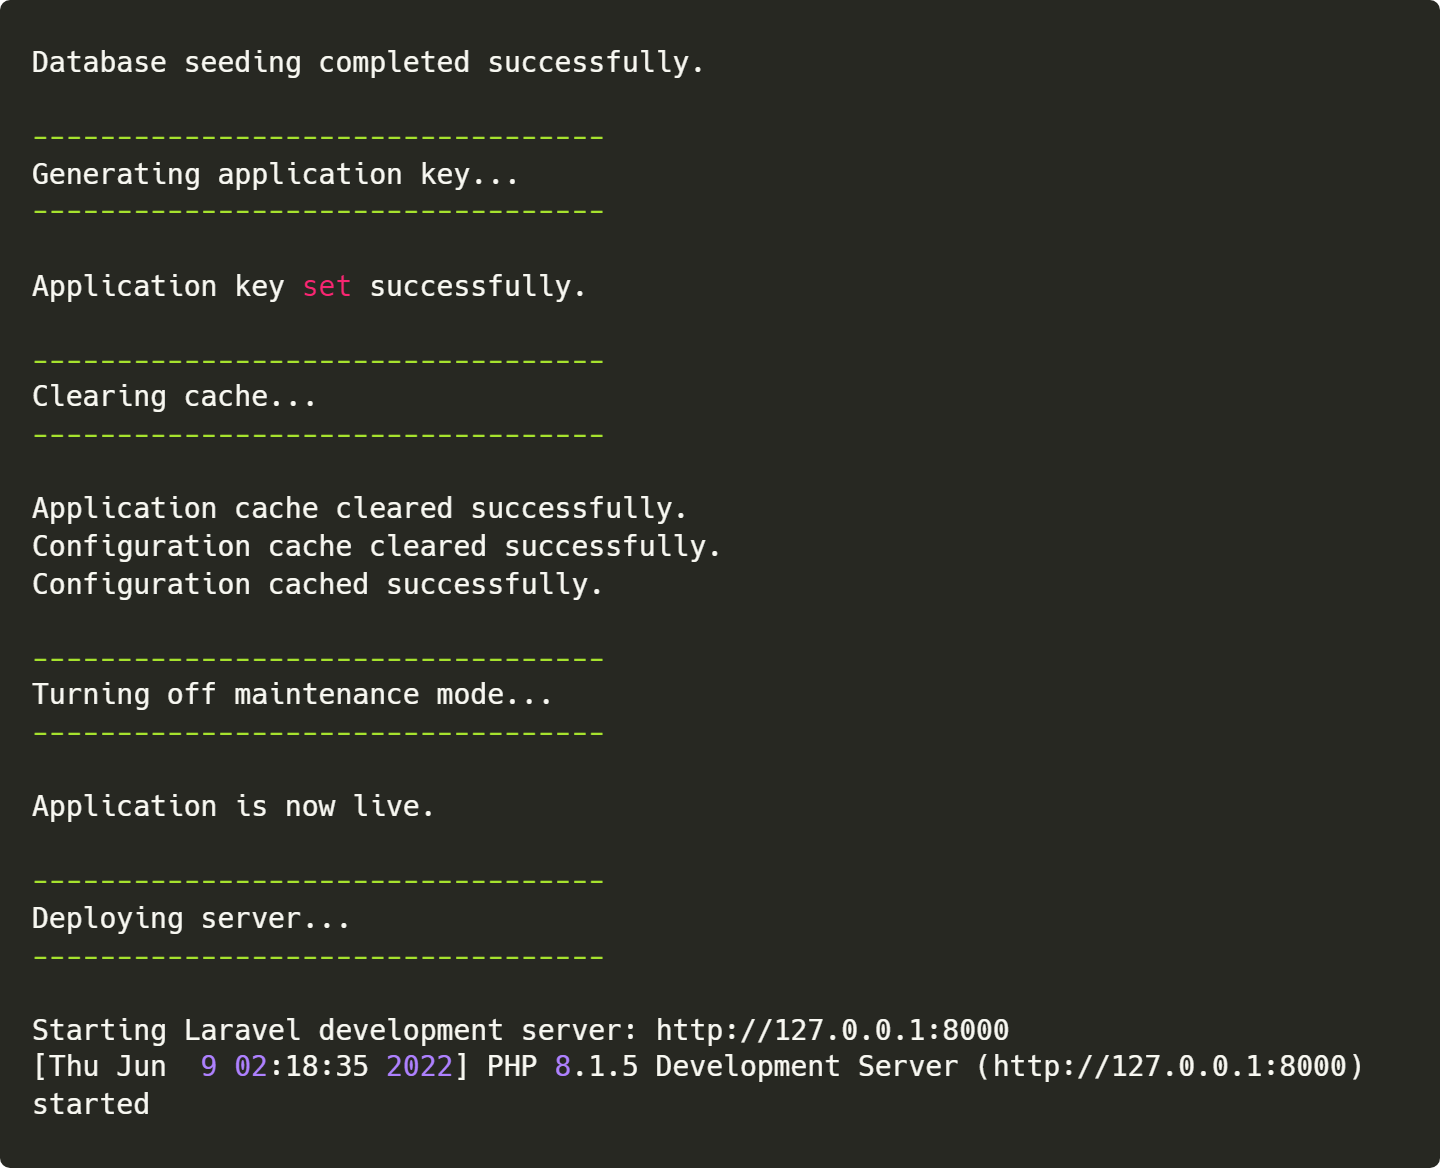 Database seeding completed successfully.
----------------------------------
Generating application key...
----------------------------------
Application key set successfully.
----------------------------------
Clearing cache...
----------------------------------
Application cache cleared successfully.
Configuration cache cleared successfully.
Configuration cached successfully.
----------------------------------
Turning off maintenance mode...
----------------------------------
Application is now live.
----------------------------------
Deploying server...
----------------------------------
Starting Laravel development server: http://127.0.0.1:8000
[Thu Jun  9 02:18:35 2022] PHP 8.1.5 Development Server (http://127.0.0.1:8000)
started